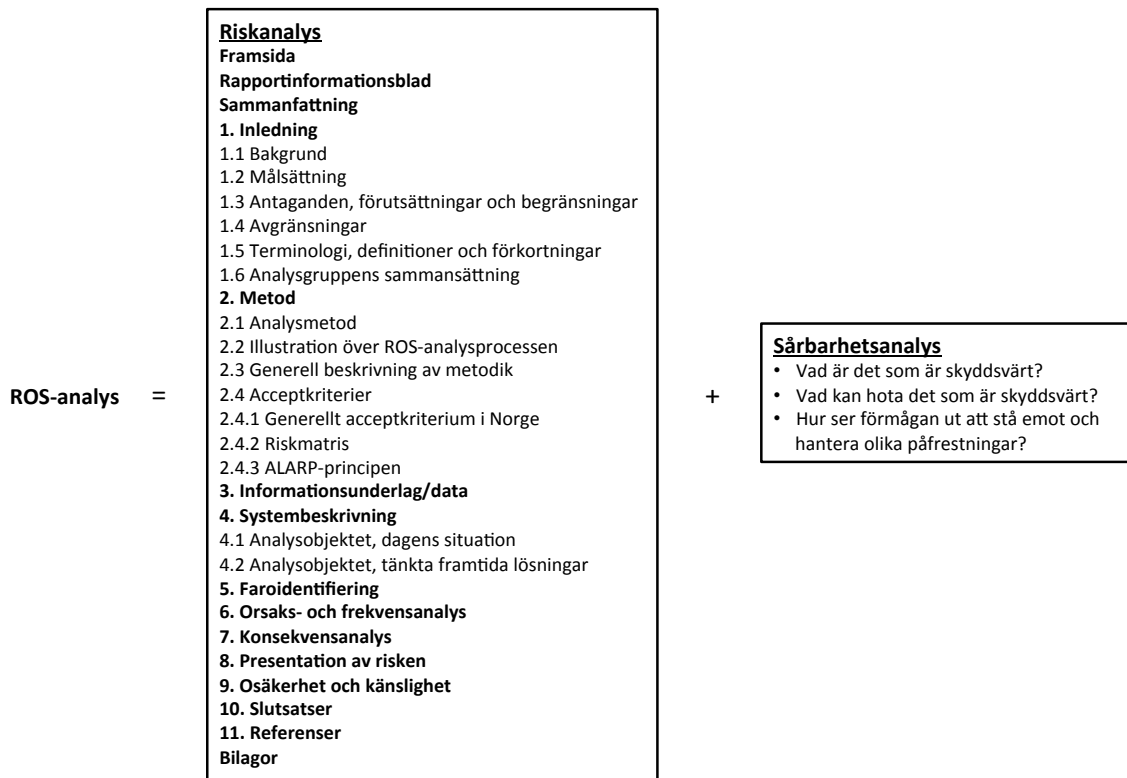 ROS-analys
=
Riskanalys
Framsida
Rapportinformationsblad
Sammanfattning
1. Inledning
1.1 Bakgrund
1.2 Målsättning
1.3 Antaganden, förutsättningar och begränsningar
1.4 Avgränsningar
1.5 Terminologi, definitioner och förkortningar
1.6 Analysgruppens sammansättning
2. Metod
2.1 Analysmetod
2.2 Illustration över ROS-analysprocessen
2.3 Generell beskrivning av metodik
2.4 Acceptkriterier
2.4.1 Generellt acceptkriterium i Norge
2.4.2 Riskmatris
2.4.3 ALARP-principen
3. Informationsunderlag/data
4. Systembeskrivning
4.1 Analysobjektet, dagens situation
4.2 Analysobjektet, tänkta framtida lösningar
5. Faroidentifiering
6. Orsaks- och frekvensanalys
7. Konsekvensanalys
8. Presentation av risken
9. Osäkerhet och känslighet
10. Slutsatser
11. Referenser
Bilagor
+
Sårbarhetsanalys
• Vad är det som är skyddsvärt?
• Vad kan hota det som är skyddsvärt?
• Hur ser förmågan ut att stå emot och
hantera olika påfrestningar?